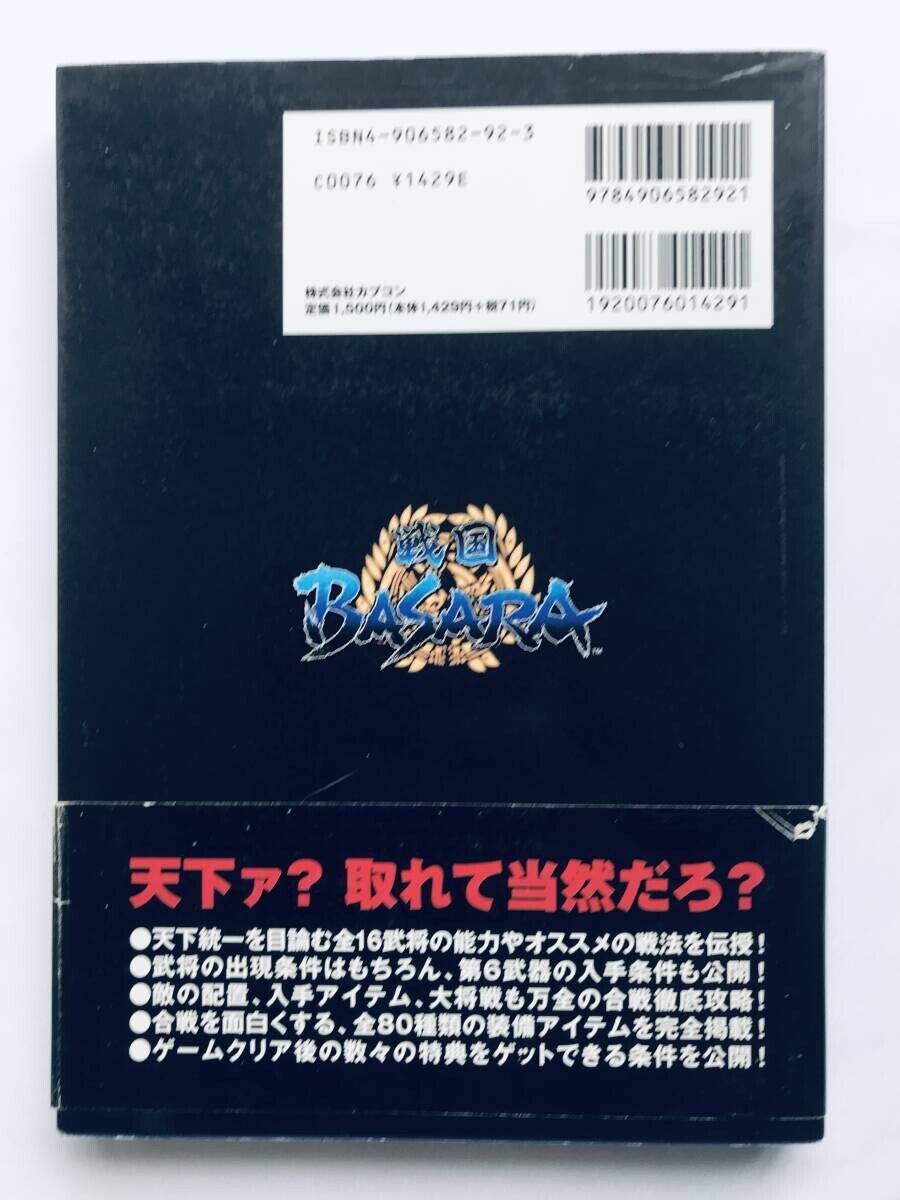 ISBN4-906582-92-3
C0076 ¥1429E
9784906582921
1920076014291
株式会社カプコン
定価1,500円(本体1,429円+税71円)
戦国
BASARA™
天下ァ? 取れて当然だろ?
●天下統一を目論む全16武将の能力やオススメの戦法を伝授!
●武将の出現条件はもちろん、第6武器の入手条件も公開!
●敵の配置、入手アイテム、大将戦も万全の合戦徹底攻略!
●合戦を面白くする、全80種類の装備アイテムを完全掲載!
●ゲームクリア後の数々の特典をゲットできる条件を公開!